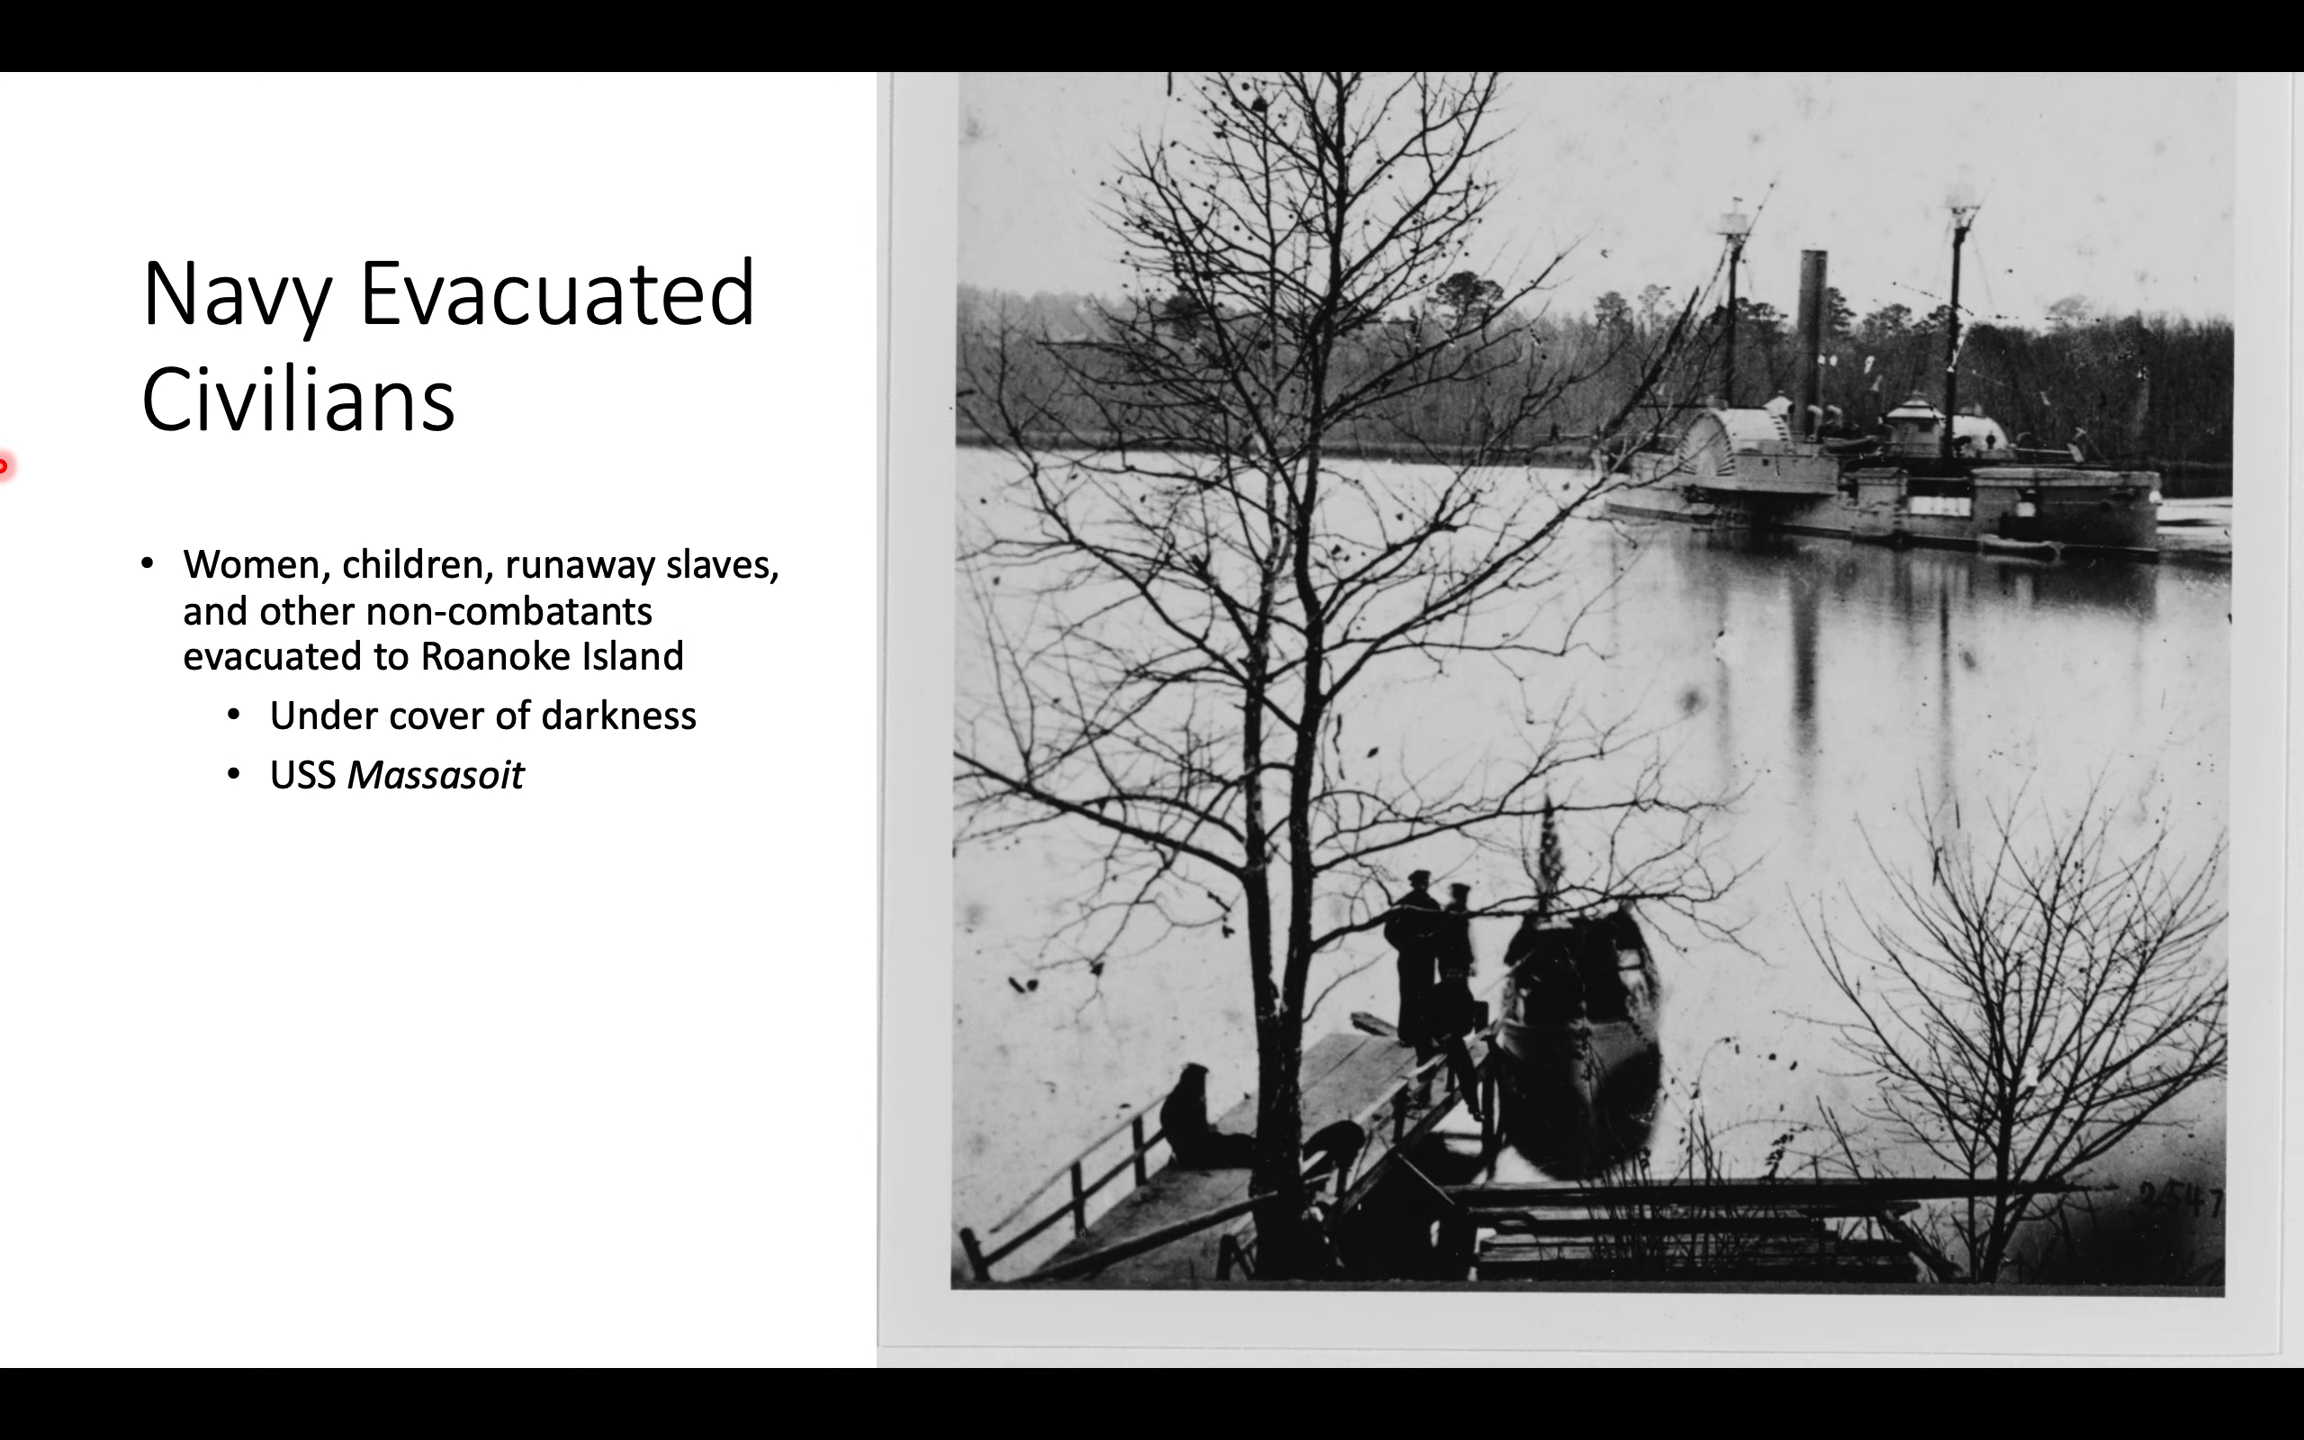 Navy Evacuated
Civilians
• Women, children, runaway slaves,
and other non-combatants
evacuated to Roanoke Island
• Under cover of darkness
• USS Massasoit
2547